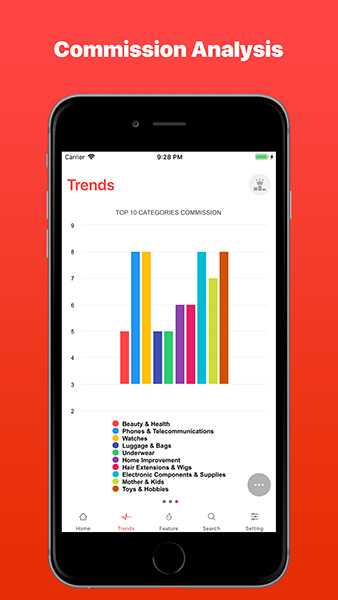 Commission Analysis
Carrier 9:28 PM
Trends
TOP 10 CATEGORIES COMMISSION
9
8
7
6
5
4
3
2
Beauty & Health
Phones & Telecommunications
Watches
Luggage & Bags
Underwear
Home Improvement
Hair Extensions & Wigs
Electronic Components & Supplies
Mother & Kids
Toys & Hobbies
Home Trends Feature Search Setting